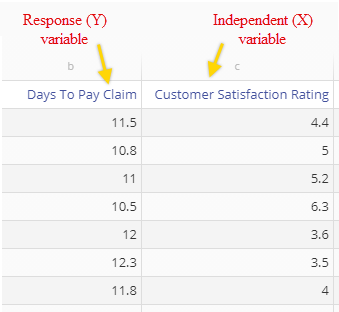 Response (Y) Independent (X)
variable variable
b c
Days To Pay Claim Customer Satisfaction Rating
11.5 4.4
10.8 5
11 5.2
10.5 6.3
12 3.6
12.3 3.5
11.8 4